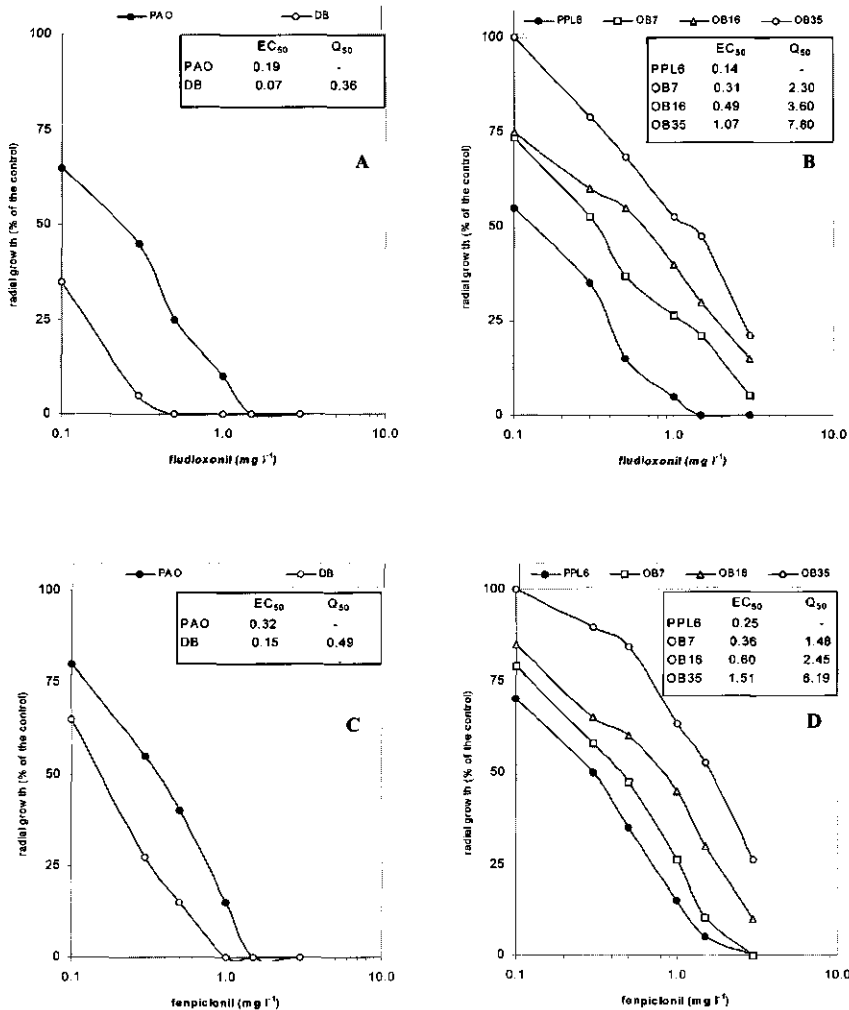 PAO DB
EC50 Q50
PAO 0.19 -
DB 0.07 0.36
A
100
75
50
25
0
radial growth (% of the control)
0.1 1.0 10.0
fludioxonil (mg l-1)
PPL6 OB7 OB16 OB35
EC50 Q50
PPL6 0.14 -
OB7 0.31 2.30
OB16 0.49 3.60
OB35 1.07 7.80
B
100
75
50
25
0
radial growth (% of the control)
0.1 1.0 10.0
fludioxonil (mg l-1)
PAO DB
EC50 Q50
PAO 0.32 -
DB 0.15 0.49
C
100
75
50
25
0
radial growth (% of the control)
0.1 1.0 10.0
fenpiclonil (mg l-1)
PPL6 OB7 OB16 OB35
EC50 Q50
PPL6 0.25 -
OB7 0.36 1.48
OB16 0.60 2.45
OB35 1.51 6.19
D
100
75
50
25
0
radial growth (% of the control)
0.1 1.0 10.0
fenpiclonil (mg l-1)